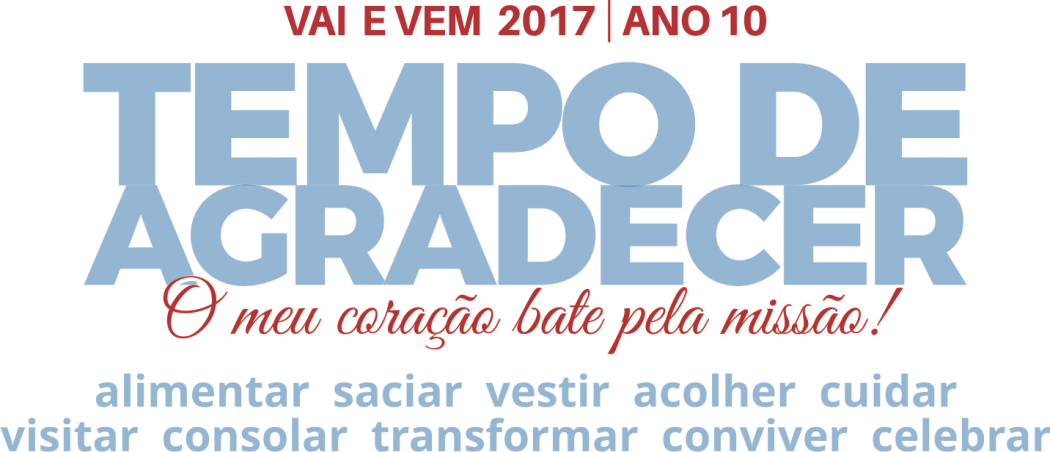 VAI E VEM 2017 | ANO 10
TEMPO DE
AGRADECER
O meu coração bate pela missão!
alimentar saciar vestir acolher cuidar
visitar consolar transformar conviver celebrar